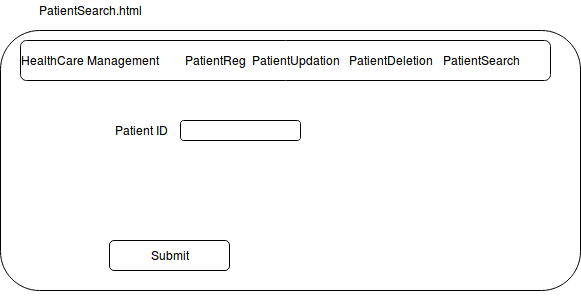 PatientSearch.html
HealthCare Management PatientReg PatientUpdation PatientDeletion PatientSearch
Patient ID
Submit